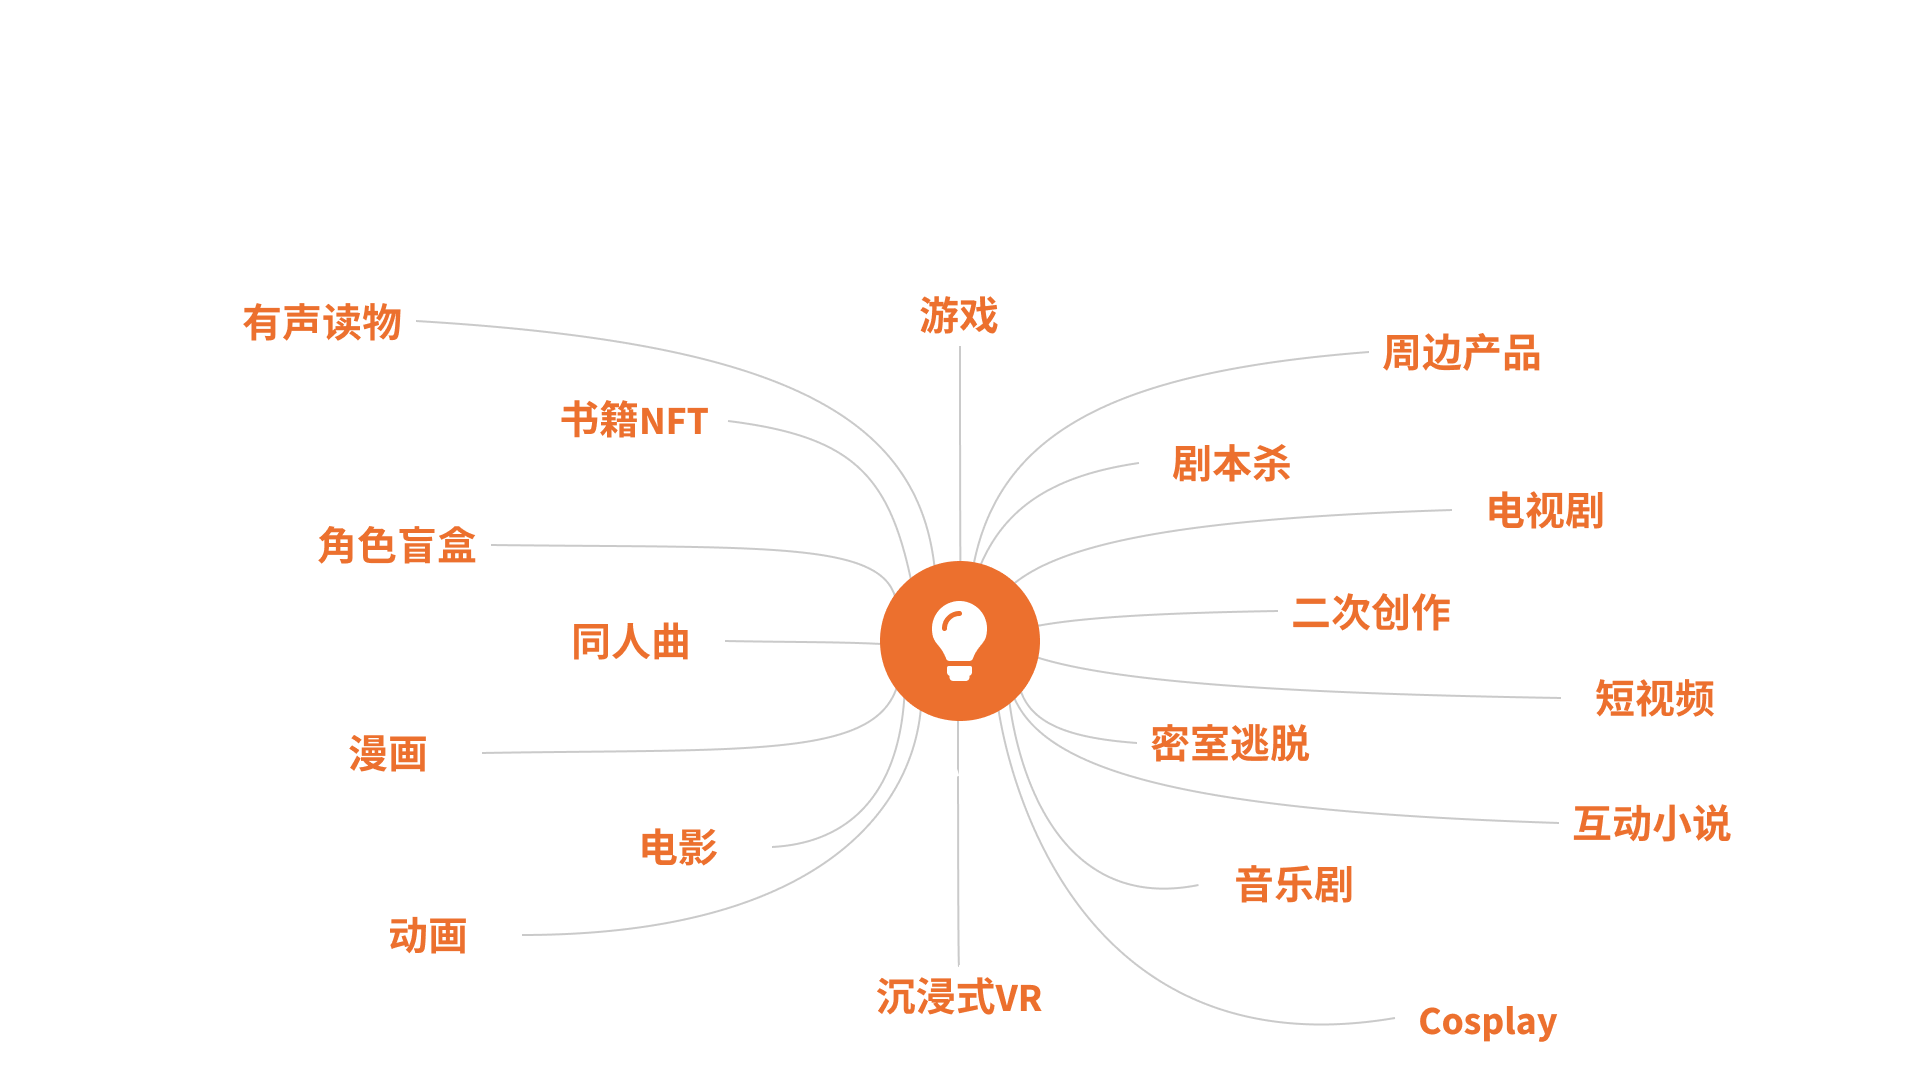 有声读物
游戏
周边产品
书籍NFT
剧本杀
电视剧
角色盲盒
二次创作
同人曲
短视频
漫画
密室逃脱
互动小说
电影
音乐剧
动画
沉浸式VR
Cosplay